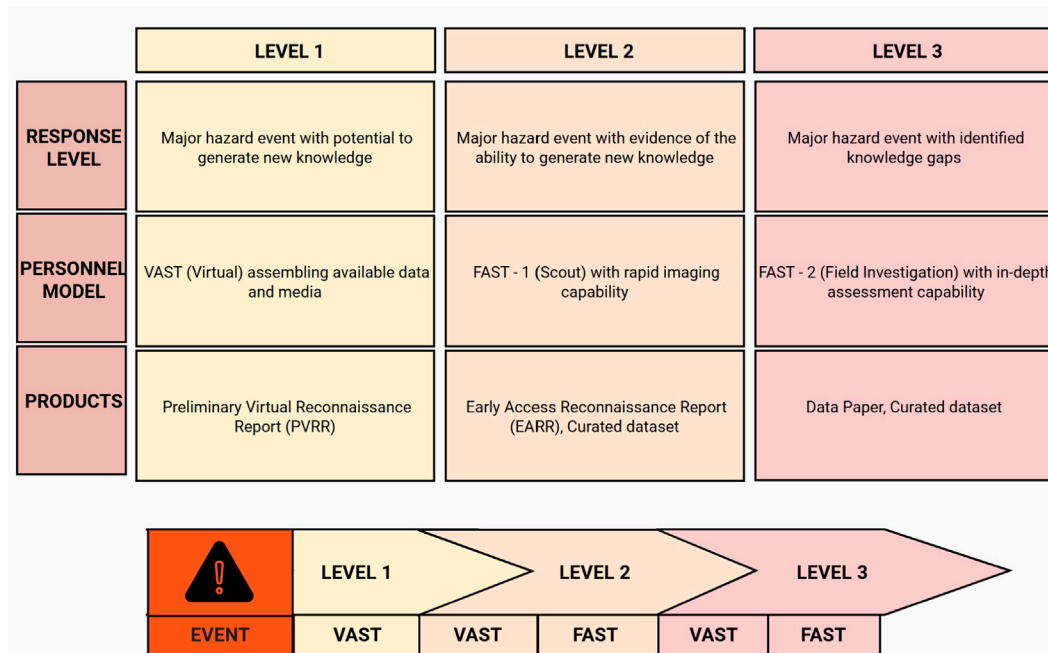 LEVEL 1
LEVEL 2
LEVEL 3
RESPONSE
LEVEL
Major hazard event with potential to
generate new knowledge
Major hazard event with evidence of the
ability to generate new knowledge
Major hazard event with identified
knowledge gaps
PERSONNEL
MODEL
VAST (Virtual) assembling available data
and media
FAST - 1 (Scout) with rapid imaging
capability
FAST - 2 (Field Investigation) with in-depth
assessment capability
PRODUCTS
Preliminary Virtual Reconnaissance
Report (PVRR)
Early Access Reconnaissance Report
(EARR), Curated dataset
Data Paper, Curated dataset
LEVEL 1
LEVEL 2
LEVEL 3
EVENT
VAST
VAST
FAST
VAST
FAST